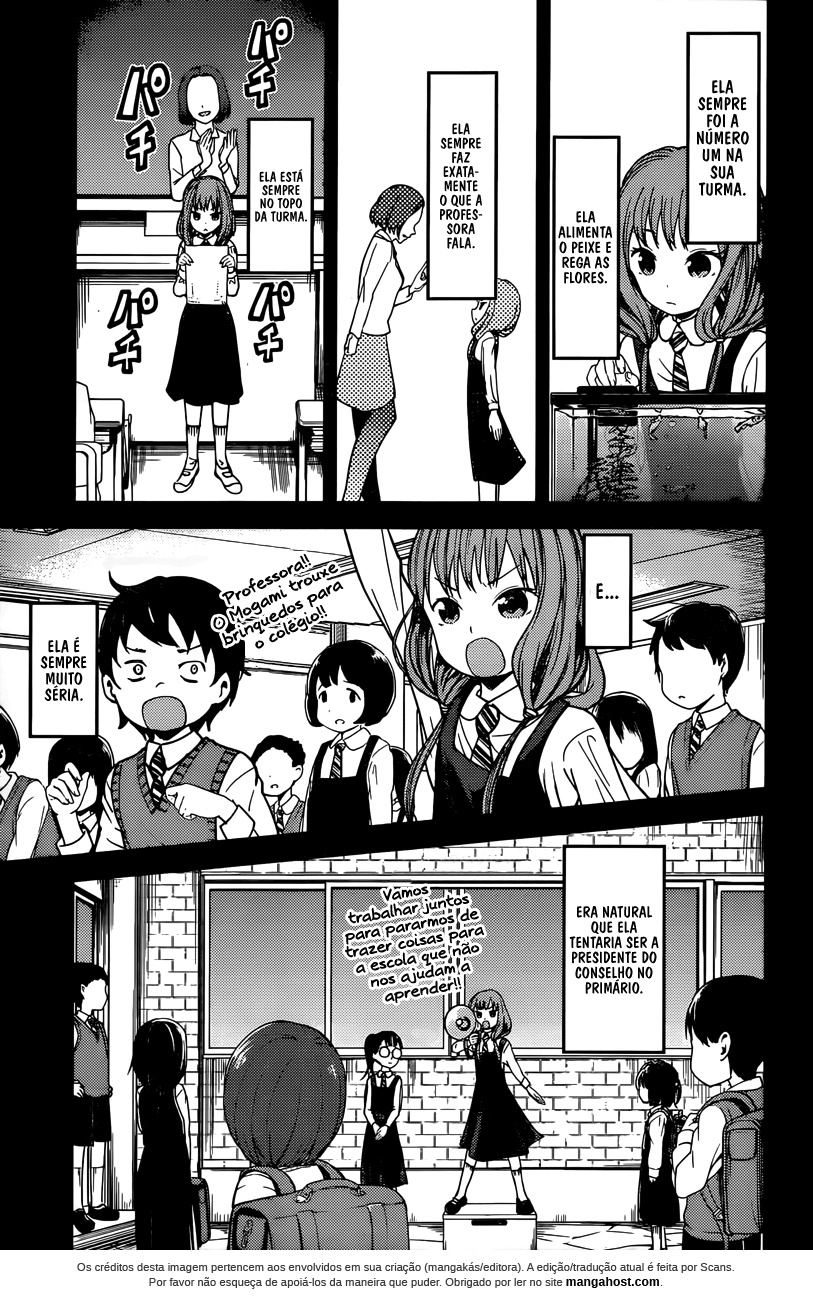 ELA
SEMPRE
FOI A
NÚMERO
UM NA
SUA
TURMA.
ELA
ALIMENTA
O PEIXE E
REGA AS
FLORES.
ELA
SEMPRE
FAZ
EXATA-
MENTE
O QUE A
PROFES-
SORA
FALA.
パチ
パチ
ELA ESTÁ
SEMPRE
NO TOPO
DA TURMA.
パチ
パチ
E...
Professora!!
O Mogami trouxe
brinquedos para
o colégio!!
ELA É
SEMPRE
MUITO
SÉRIA.
ERA NATURAL
QUE ELA
TENTARIA SER A
PRESIDENTE DO
CONSELHO NO
PRIMÁRIO.
Vamos
trabalhar juntos
para pararmos de
trazer coisas para
a escola que não
nos ajudam a
aprender!!
Os créditos desta imagem pertencem aos envolvidos em sua criação (mangakás/editora). A edição/tradução atual é feita por Scans.
Por favor não esqueça de apoiá-los da maneira que puder. Obrigado por ler no site mangahost.com.